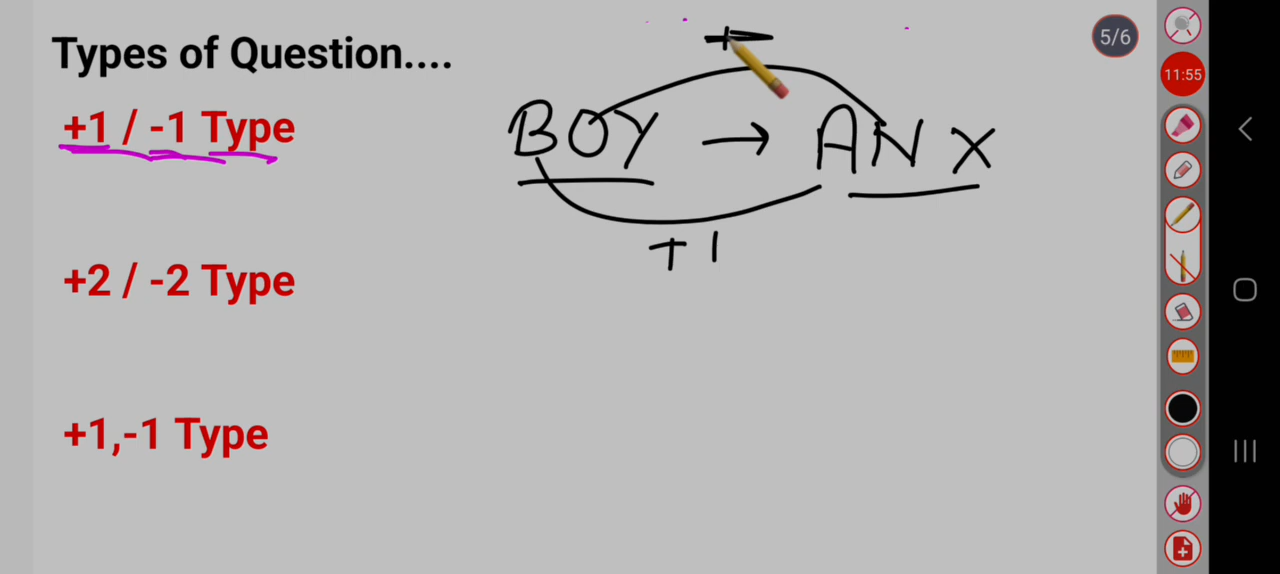 Types of Question....
5/6
11:55
+1 / -1 Type
BOY → ANX
+1
+2 / -2 Type
+1,-1 Type